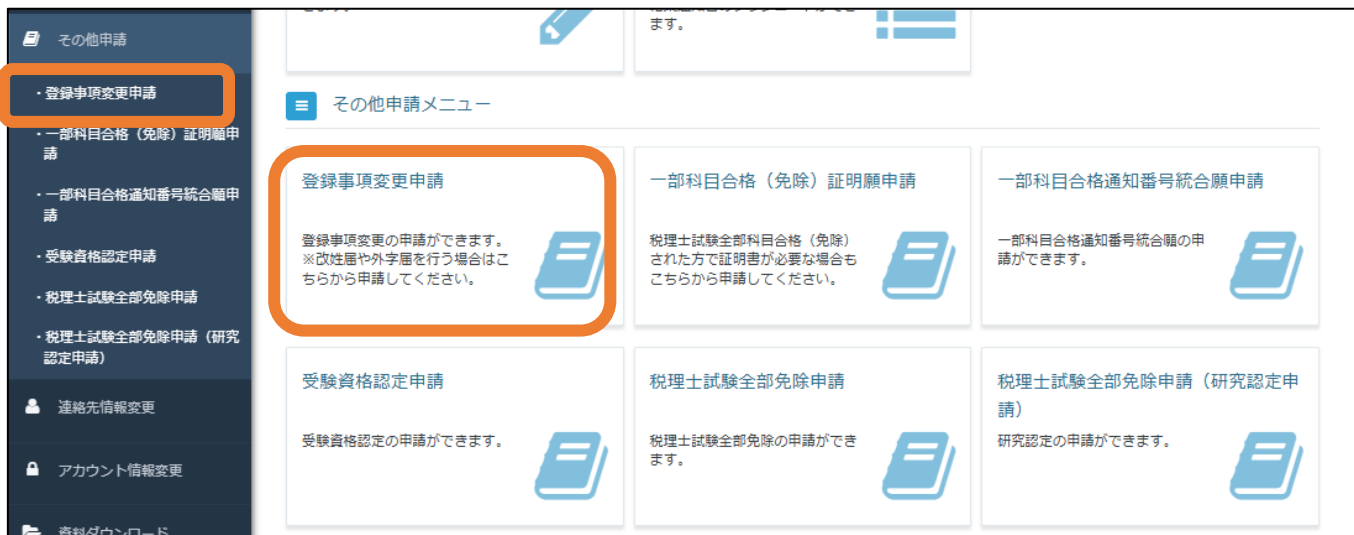 その他申請
・登録事項変更申請
・一部科目合格（免除）証明願申
請
・一部科目合格通知番号統合願申
請
・受験資格認定申請
・税理士試験全部免除申請
・税理士試験全部免除申請（研究
認定申請）
連絡先情報変更
アカウント情報変更
資料ダウンロード
ます。
その他申請メニュー
登録事項変更申請
登録事項変更の申請ができます。
※改姓届や外字届を行う場合はこ
ちらから申請してください。
一部科目合格（免除）証明願申請
税理士試験全部科目合格（免除）
された方で証明書が必要な場合も
こちらから申請してください。
一部科目合格通知番号統合願申請
一部科目合格通知番号統合願の申
請ができます。
受験資格認定申請
受験資格認定の申請ができます。
税理士試験全部免除申請
税理士試験全部免除の申請ができ
ます。
税理士試験全部免除申請（研究認定申
請）
研究認定の申請ができます。